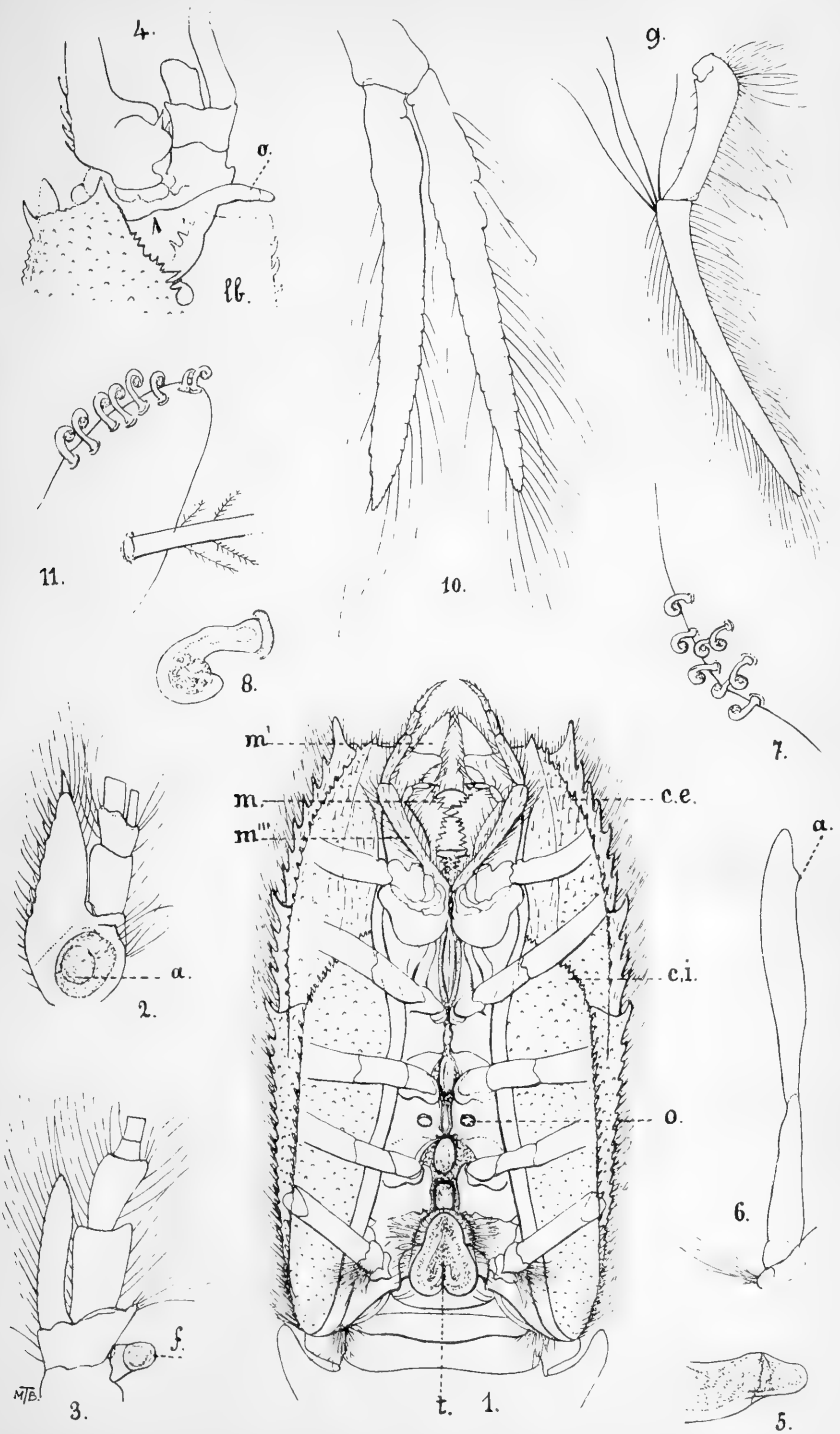 4.
9.
o.
lb.
11.
10.
8.
7.
m'
m.
m'''
c.e.
a.
c.i.
a.
2.
o.
6.
f.
MTB.
3.
t.
1.
5.